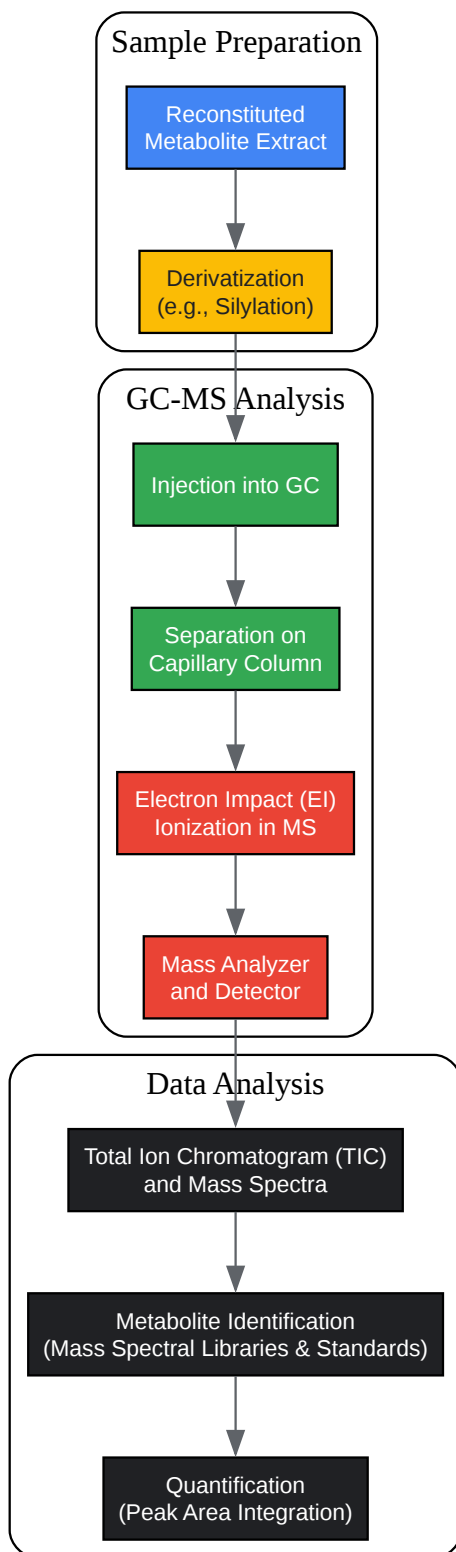 Sample Preparation
Reconstituted
Metabolite Extract
Derivatization
(e.g., Silylation)
GC-MS Analysis
Injection into GC
Separation on
Capillary Column
Electron Impact (EI)
Ionization in MS
Mass Analyzer
and Detector
Data Analysis
Total Ion Chromatogram (TIC)
and Mass Spectra
Metabolite Identification
(Mass Spectral Libraries & Standards)
Quantification
(Peak Area Integration)